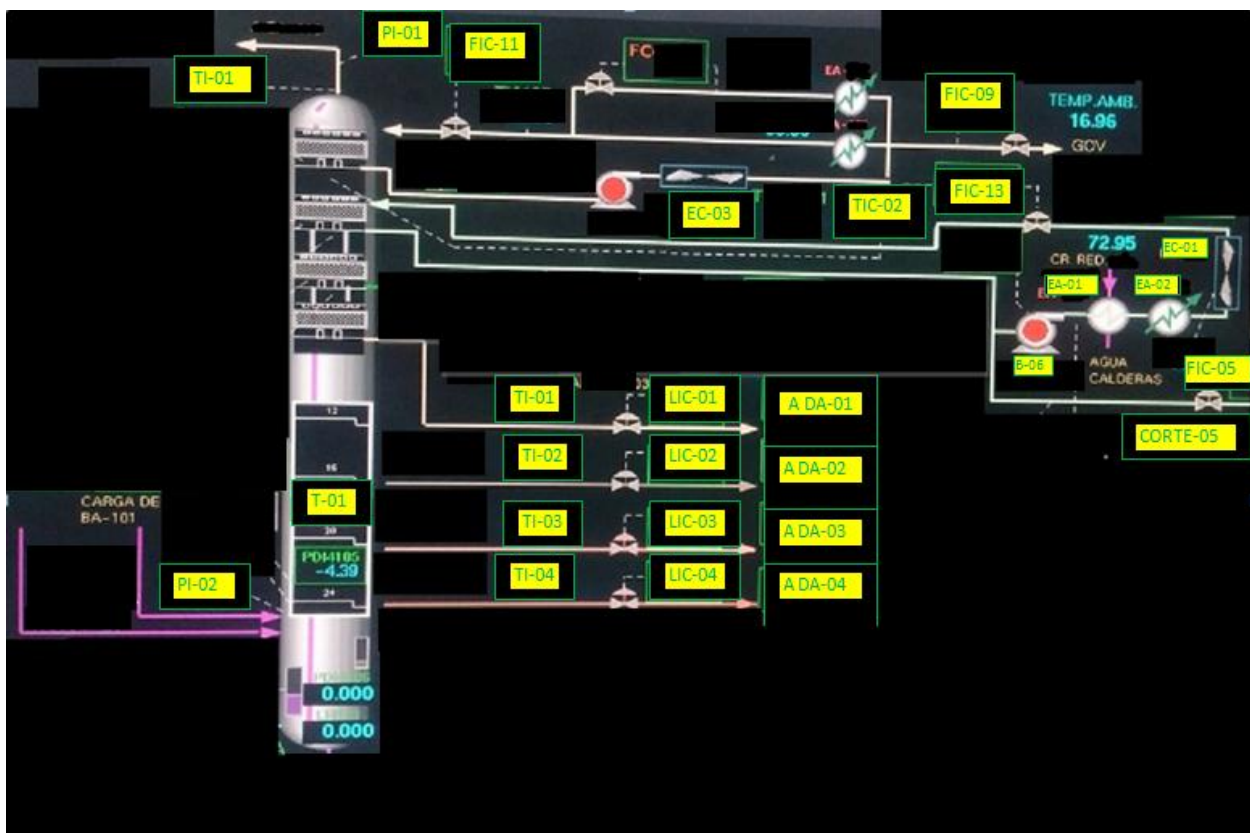 PI-01
FIC-11
FC
TI-01
EA-
FIC-09
TEMP.AMB.
16.96
GOV
EC-03
TIC-02
FIC-13
72.95
CR. RED.
EC-01
EA-01
EA-02
B-06
AGUA
CALDERAS
FIC-05
CORTE-05
TI-01
LIC-01
A DA-01
12
TI-02
LIC-02
A DA-02
16
CARGA DE
BA-101
T-01
TI-03
LIC-03
A DA-03
20
PDI4105
-4.39
TI-04
LIC-04
A DA-04
PI-02
24
0.000
0.000